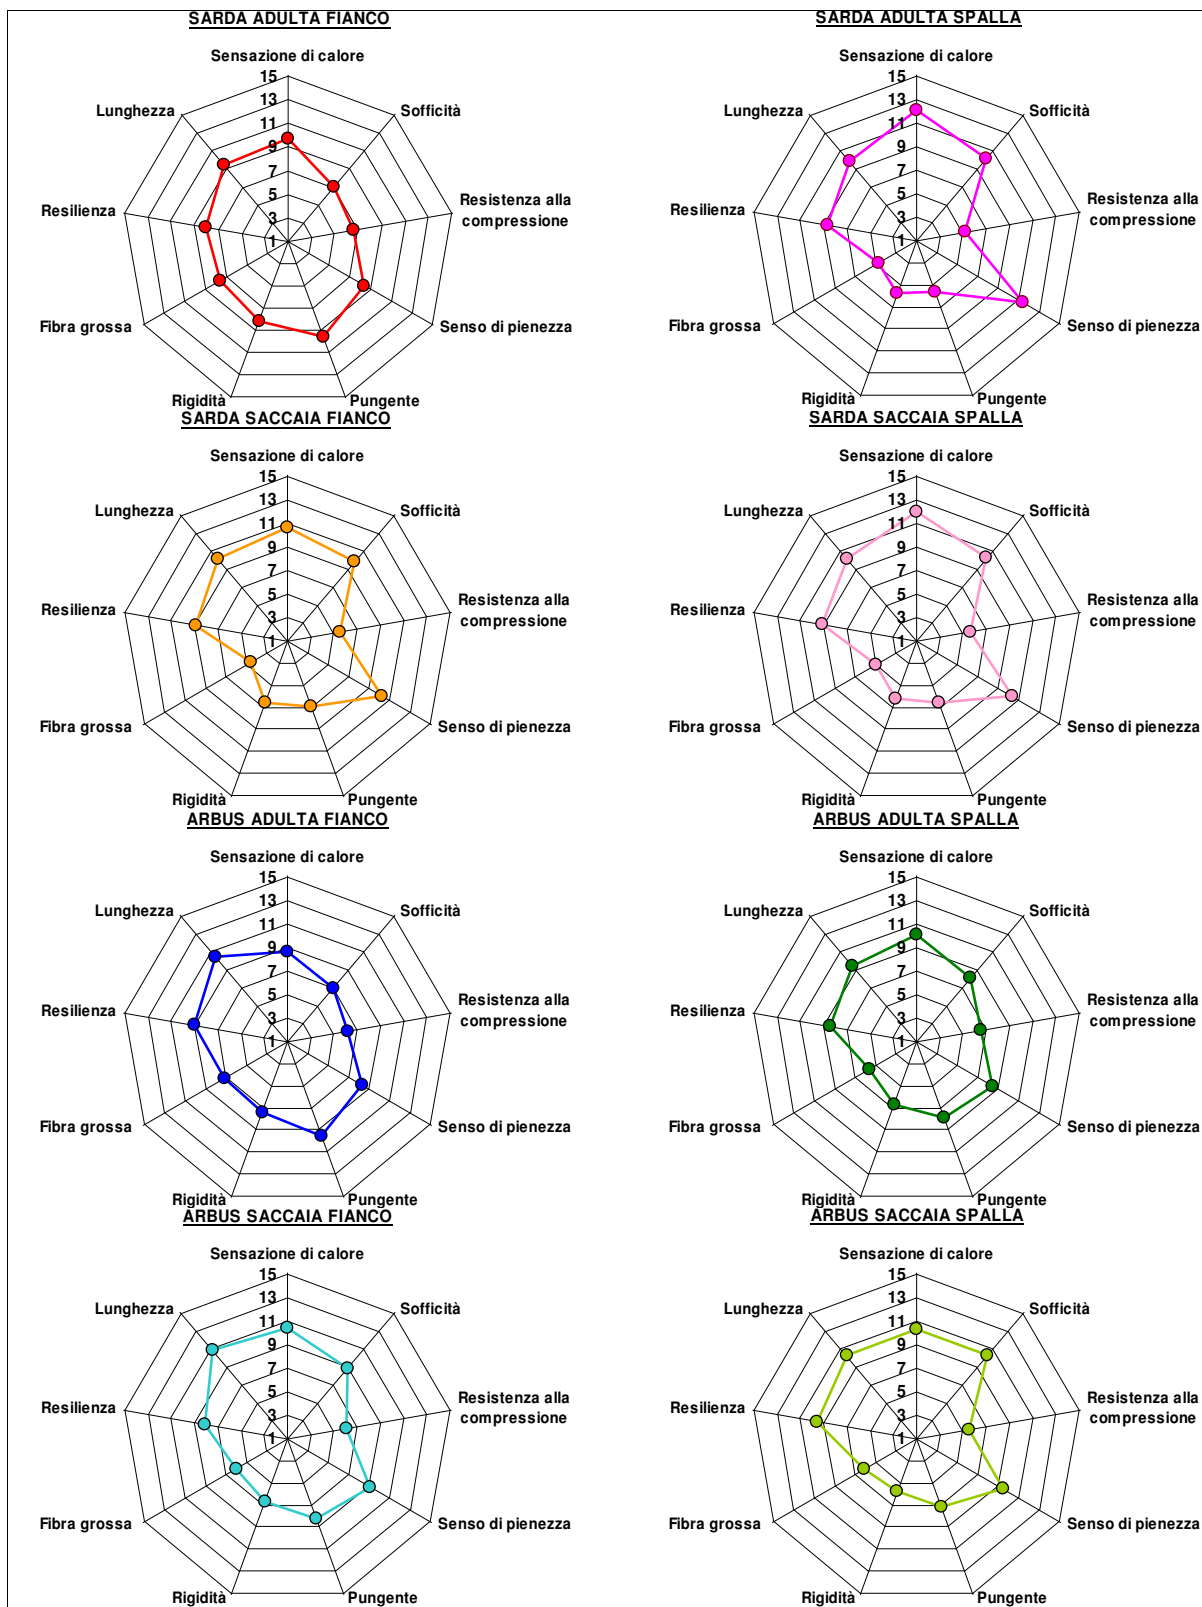 SARDA ADULTA FIANCO
Sensazione di calore
15
13
11
9
7
5
3
1
Lunghezza
Sofficità
Resilienza
Resistenza alla
compressione
Fibra grossa
Senso di pienezza
Rigidità
Pungente
SARDA ADULTA SPALLA
Sensazione di calore
15
13
11
9
7
5
3
1
Lunghezza
Sofficità
Resilienza
Resistenza alla
compressione
Fibra grossa
Senso di pienezza
Rigidità
Pungente
SARDA SACCAIA FIANCO
Sensazione di calore
15
13
11
9
7
5
3
1
Lunghezza
Sofficità
Resilienza
Resistenza alla
compressione
Fibra grossa
Senso di pienezza
Rigidità
Pungente
SARDA SACCAIA SPALLA
Sensazione di calore
15
13
11
9
7
5
3
1
Lunghezza
Sofficità
Resilienza
Resistenza alla
compressione
Fibra grossa
Senso di pienezza
Rigidità
Pungente
ARBUS ADULTA FIANCO
Sensazione di calore
15
13
11
9
7
5
3
1
Lunghezza
Sofficità
Resilienza
Resistenza alla
compressione
Fibra grossa
Senso di pienezza
Rigidità
Pungente
ARBUS ADULTA SPALLA
Sensazione di calore
15
13
11
9
7
5
3
1
Lunghezza
Sofficità
Resilienza
Resistenza alla
compressione
Fibra grossa
Senso di pienezza
Rigidità
Pungente
ARBUS SACCAIA FIANCO
Sensazione di calore
15
13
11
9
7
5
3
1
Lunghezza
Sofficità
Resilienza
Resistenza alla
compressione
Fibra grossa
Senso di pienezza
Rigidità
Pungente
ARBUS SACCAIA SPALLA
Sensazione di calore
15
13
11
9
7
5
3
1
Lunghezza
Sofficità
Resilienza
Resistenza alla
compressione
Fibra grossa
Senso di pienezza
Rigidità
Pungente